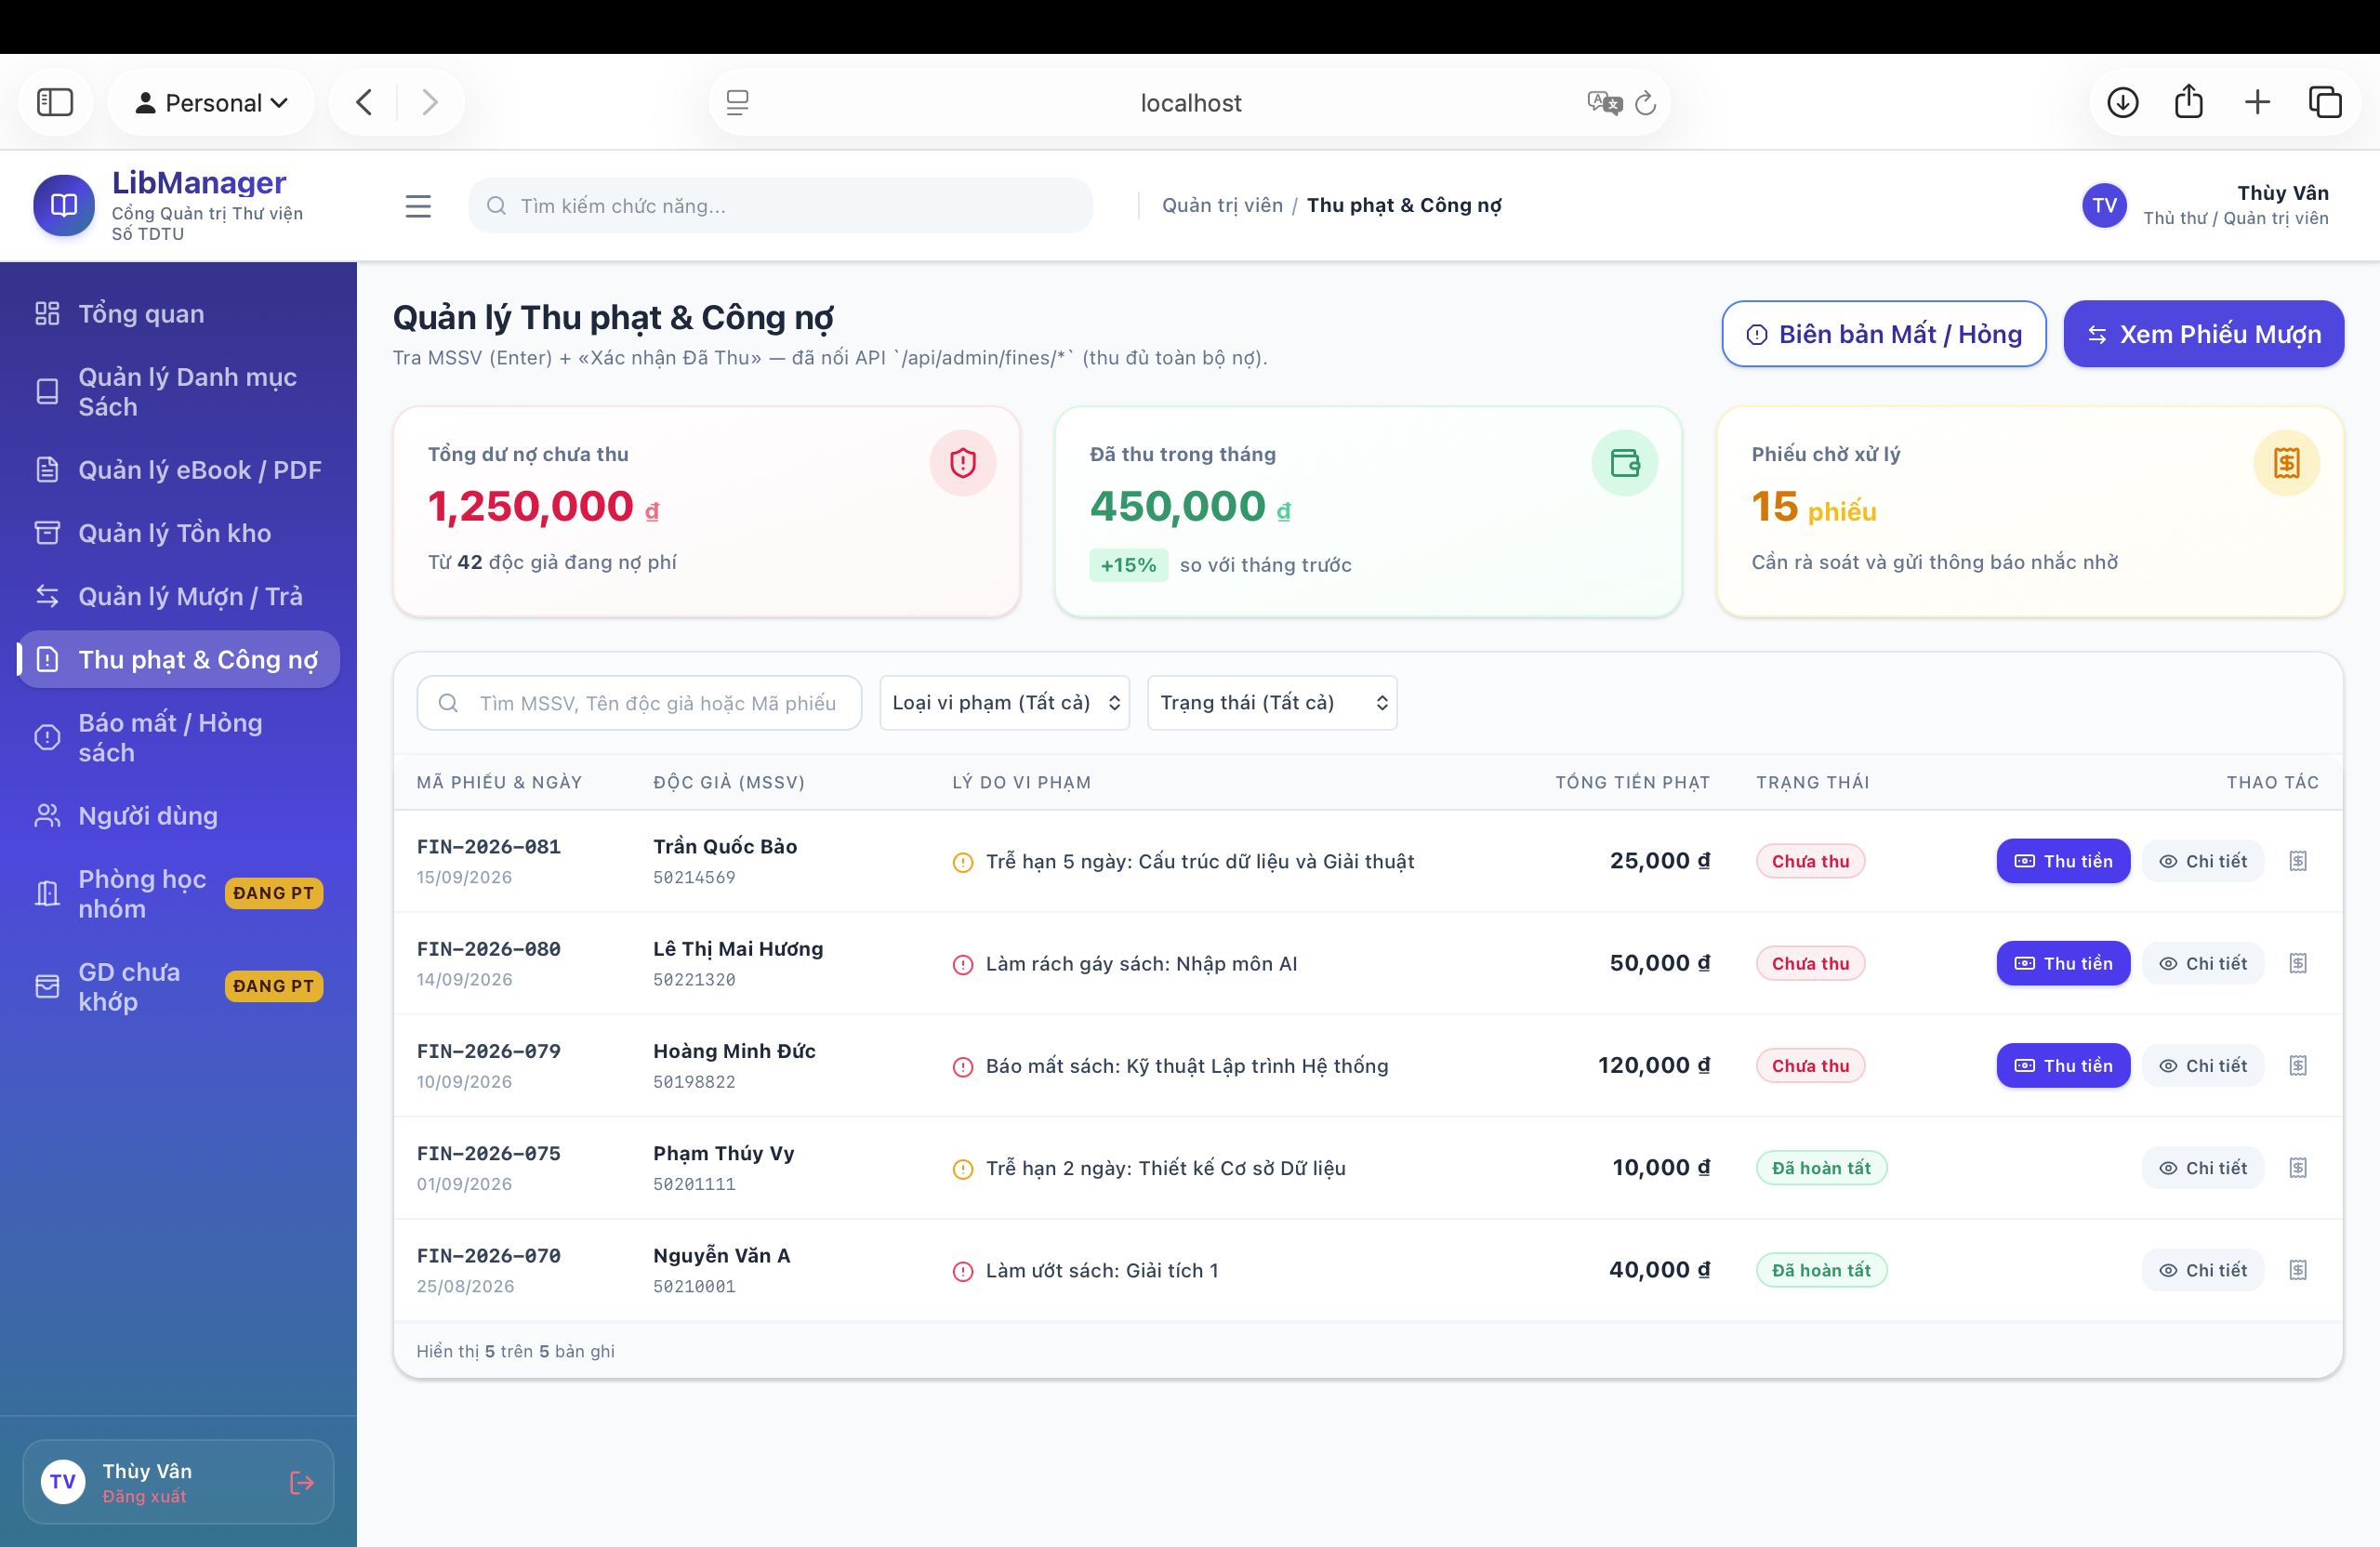 Personal
localhost
LibManager
Cổng Quản trị Thư viện
Số TDTU
Tìm kiếm chức năng...
Quản trị viên / Thu phạt & Công nợ
TV
Thùy Vân
Thủ thư / Quản trị viên
Tổng quan
Quản lý Danh mục
Sách
Quản lý eBook / PDF
Quản lý Tồn kho
Quản lý Mượn / Trả
Thu phạt & Công nợ
Báo mất / Hỏng
sách
Người dùng
Phòng học
nhóm
ĐANG PT
GD chưa
khớp
ĐANG PT
TV
Thùy Vân
Đăng xuất
Quản lý Thu phạt & Công nợ
Tra MSSV (Enter) + «Xác nhận Đã Thu» — đã nối API `/api/admin/fines/*` (thu đủ toàn bộ nợ).
Biên bản Mất / Hỏng
Xem Phiếu Mượn
Tổng dư nợ chưa thu
1,250,000 ₫
Từ 42 độc giả đang nợ phí
Đã thu trong tháng
450,000 ₫
+15% so với tháng trước
Phiếu chờ xử lý
15 phiếu
Cần rà soát và gửi thông báo nhắc nhở
Tìm MSSV, Tên độc giả hoặc Mã phiếu
Loại vi phạm (Tất cả)
Trạng thái (Tất cả)
MÃ PHIẾU & NGÀY ĐỘC GIẢ (MSSV) LÝ DO VI PHẠM TỔNG TIỀN PHẠT TRẠNG THÁI THAO TÁC
FIN-2026-081 Trần Quốc Bảo
15/09/2026 50214569
Trễ hạn 5 ngày: Cấu trúc dữ liệu và Giải thuật 25,000 ₫ Chưa thu Thu tiền Chi tiết
FIN-2026-080 Lê Thị Mai Hương
14/09/2026 50221320
Làm rách gáy sách: Nhập môn AI 50,000 ₫ Chưa thu Thu tiền Chi tiết
FIN-2026-079 Hoàng Minh Đức
10/09/2026 50198822
Báo mất sách: Kỹ thuật Lập trình Hệ thống 120,000 ₫ Chưa thu Thu tiền Chi tiết
FIN-2026-075 Phạm Thúy Vy
01/09/2026 50201111
Trễ hạn 2 ngày: Thiết kế Cơ sở Dữ liệu 10,000 ₫ Đã hoàn tất Chi tiết
FIN-2026-070 Nguyễn Văn A
25/08/2026 50210001
Làm ướt sách: Giải tích 1 40,000 ₫ Đã hoàn tất Chi tiết
Hiển thị 5 trên 5 bản ghi